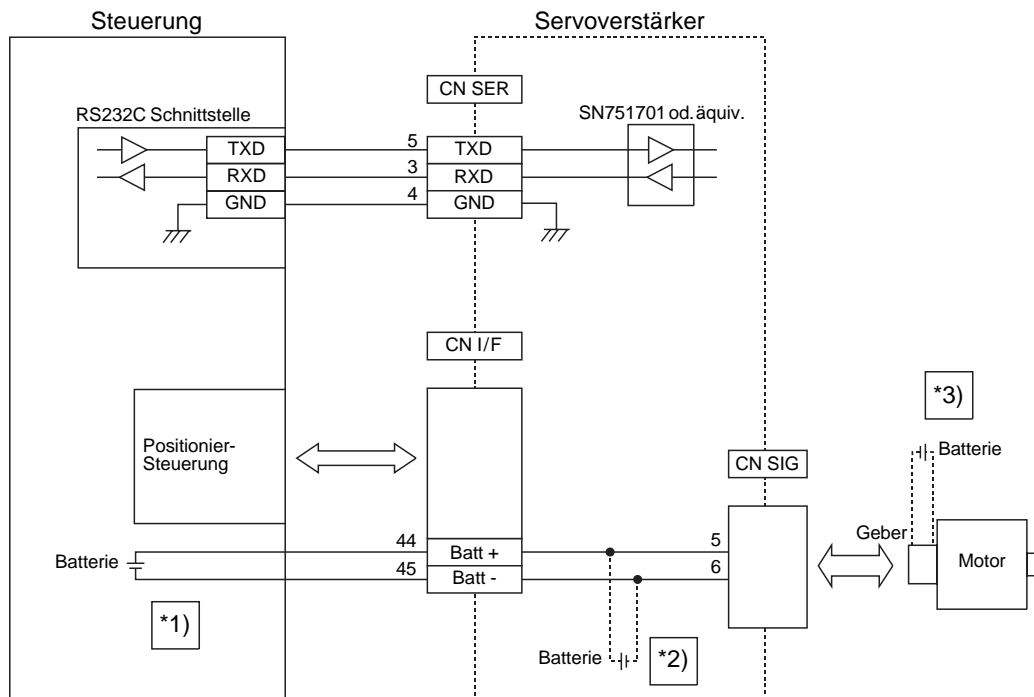 Steuerung
Servoverstärker
CN SER
RS232C Schnittstelle
SN751701 od. äquiv.
TXD
5
TXD
RXD
3
RXD
GND
4
GND
CN I/F
*3)
Positionier-
Steuerung
CN SIG
Batterie
Geber
Motor
Batterie
44
Batt +
5
45
Batt -
6
*1)
Batterie
*2)